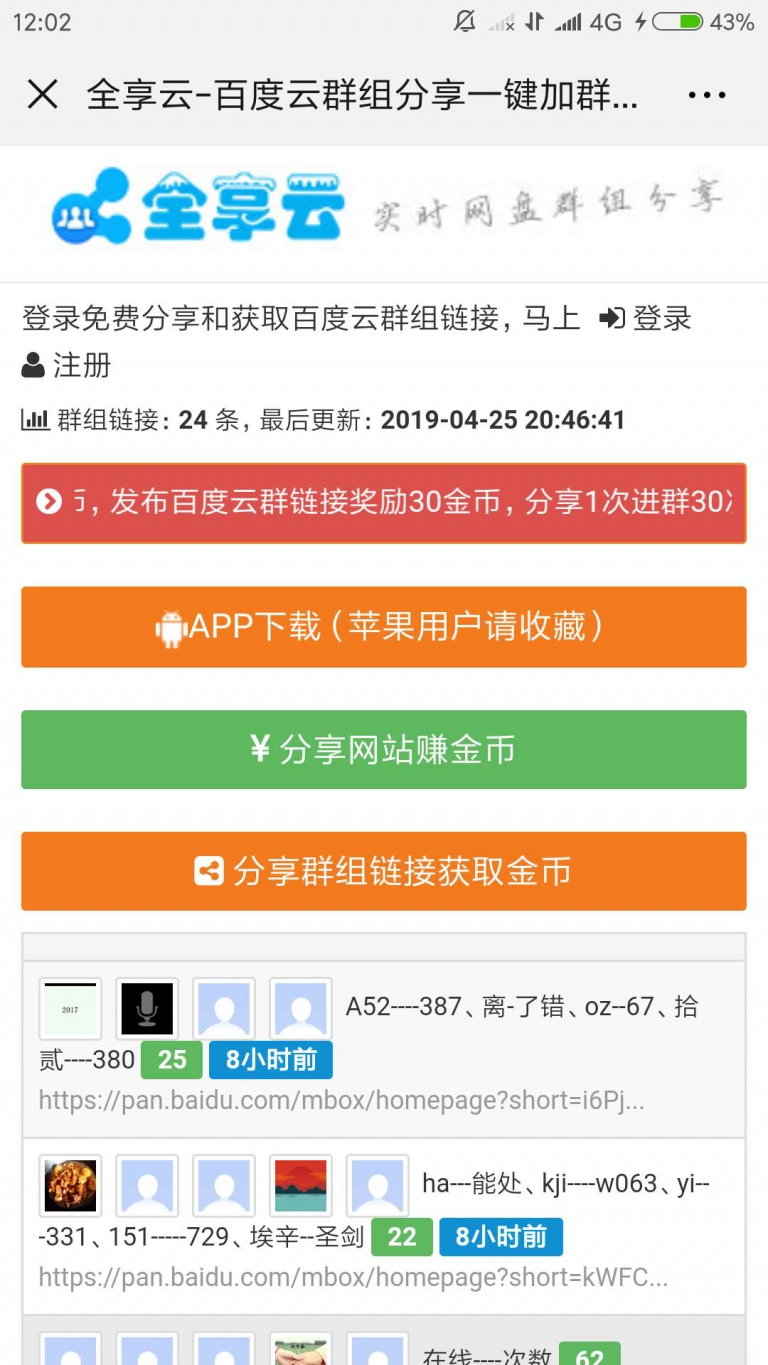 12:02 4G 43%
全享云-百度云群组分享一键加群...
全享云 实时网盘群组分享
登录免费分享和获取百度云群组链接,马上 登录
注册
群组链接: 24 条, 最后更新: 2019-04-25 20:46:41
币,发布百度云群链接奖励30金币,分享1次进群30
APP下载(苹果用户请收藏)
¥ 分享网站赚金币
分享群组链接获取金币
2017
A52----387、离-了错、oz--67、拾
贰----380 25 8小时前
https://pan.baidu.com/mbox/homepage?short=i6Pj...
ha---能处、kji----w063、yi--
-331、151-----729、埃辛--圣剑 22 8小时前
https://pan.baidu.com/mbox/homepage?short=kWFC...
在线----次数 62